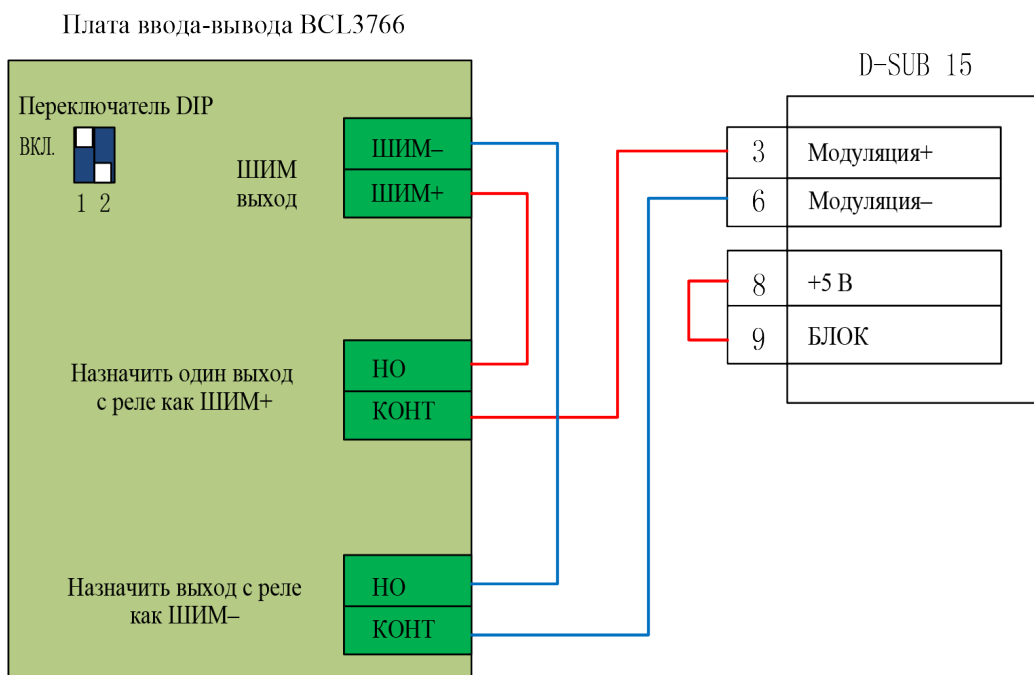 Плата ввода-вывода BCL3766
D-SUB 15
Переключатель DIP
ВКЛ.
1 2
ШИМ
выход
ШИМ–
ШИМ+
3 Модуляция+
6 Модуляция–
8 +5 В
9 БЛОК
Назначить один выход
с реле как ШИМ+
НО
КОНТ
Назначить выход с реле
как ШИМ–
НО
КОНТ